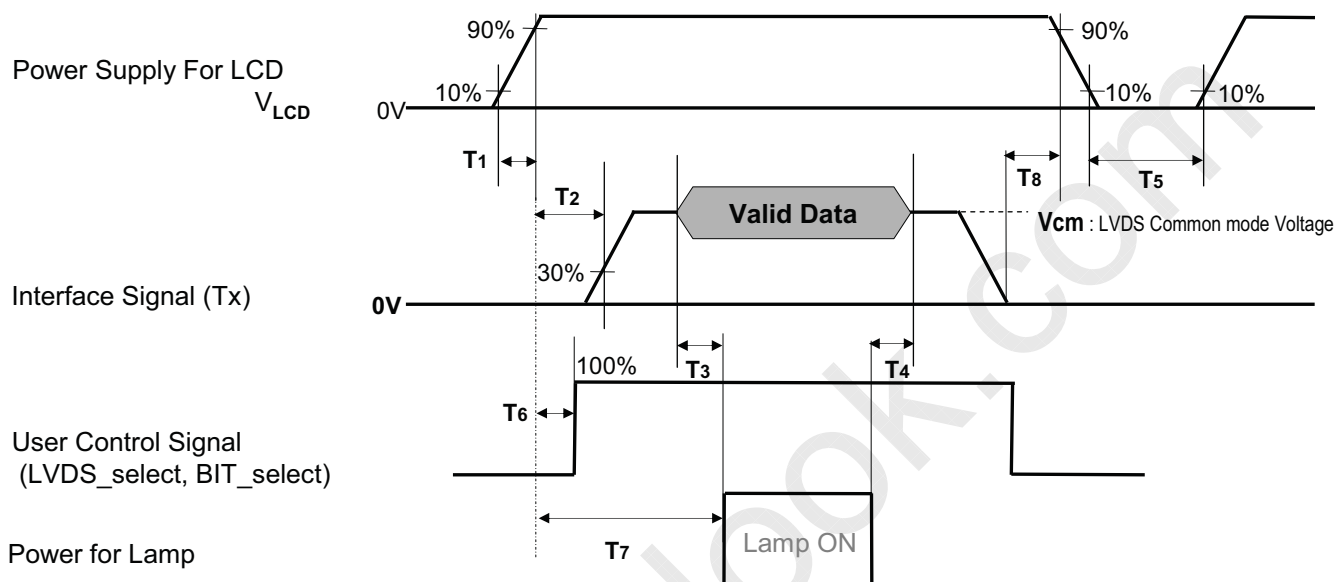 90%
90%
Power Supply For LCD
VLCD
10%
10%
10%
0V
T1
T2
T8
T5
Valid Data
Vcm : LVDS Common mode Voltage
30%
Interface Signal (Tx)
0V
100%
T3
T4
T6
User Control Signal
(LVDS_select, BIT_select)
T7
Lamp ON
Power for Lamp
look.com